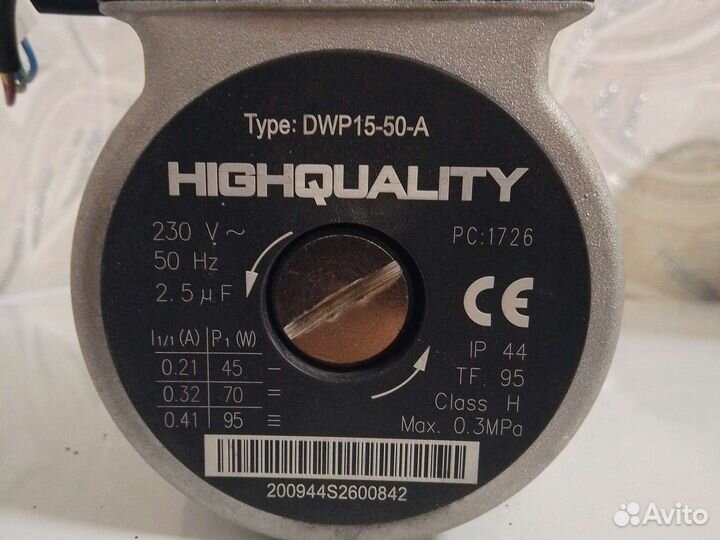 Type: DWP15-50-A
HIGHQUALITY
230 V ~
PC:1726
50 Hz
2.5 µF
CE
I1/1 (A) P1 (W)
0.21 45 –
0.32 70 =
0.41 95 ≡
IP 44
TF. 95
Class H
Max. 0.3MPa
200944S2600842
Avito